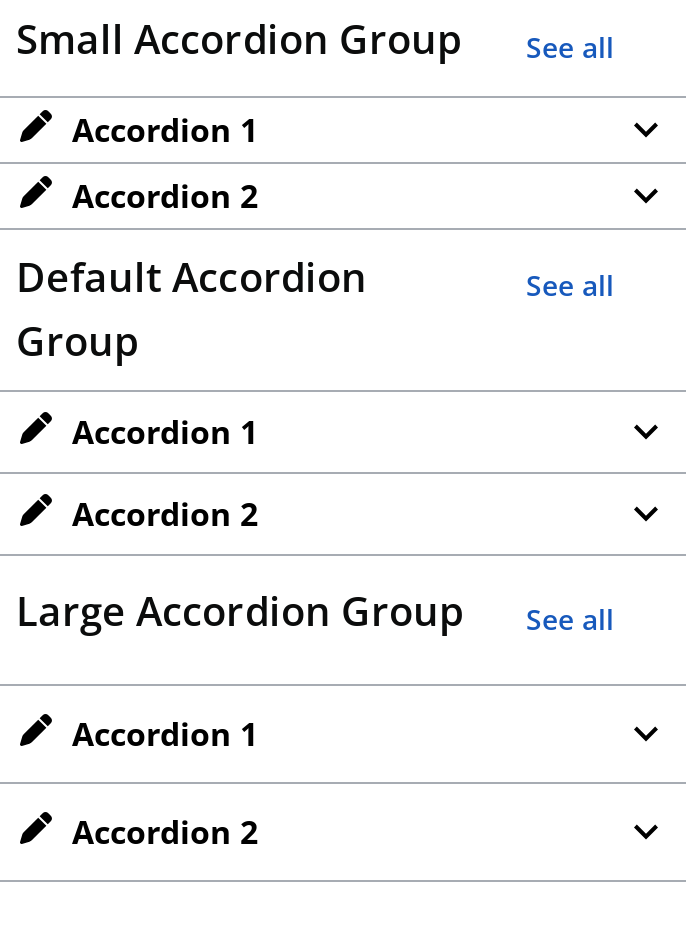 Small Accordion Group See all
Accordion 1
Accordion 2
Default Accordion See all
Group
Accordion 1
Accordion 2
Large Accordion Group See all
Accordion 1
Accordion 2